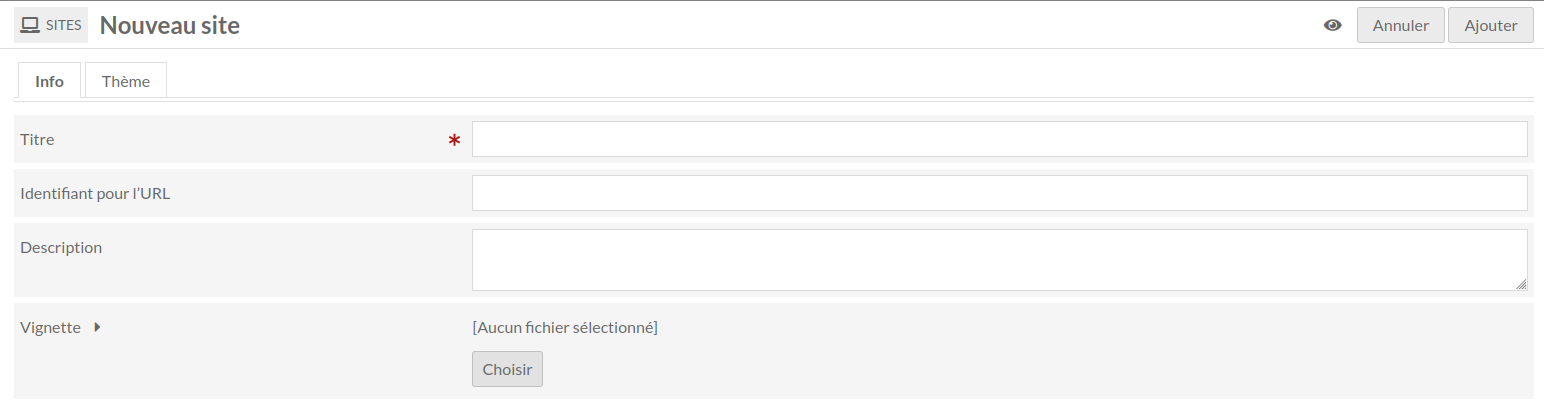 SITES Nouveau site Annuler Ajouter
Info Thème
Titre *
Identifiant pour l’URL
Description
Vignette [Aucun fichier sélectionné]
Choisir